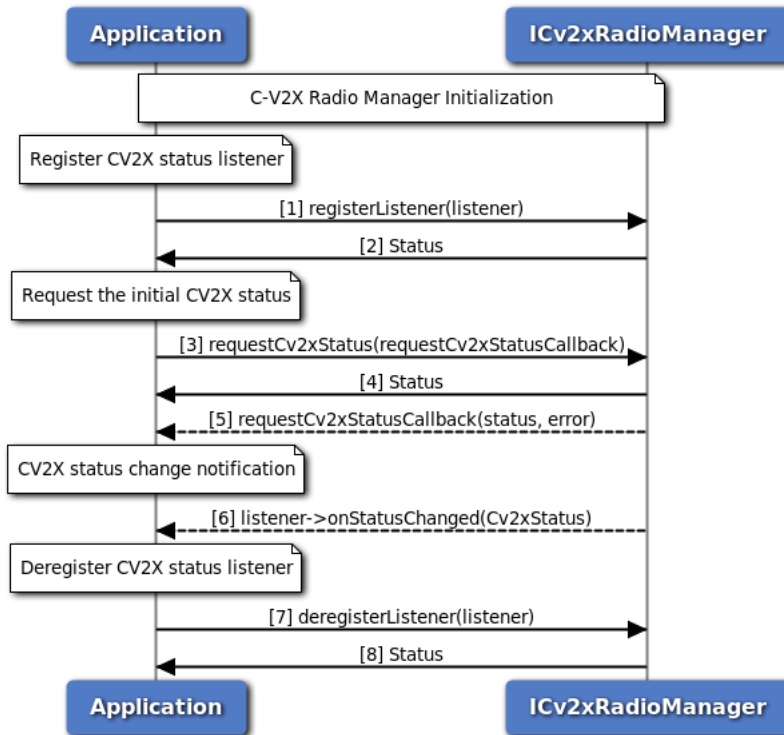 Application
ICv2xRadioManager
C-V2X Radio Manager Initialization
Register CV2X status listener
[1] registerListener(listener)
[2] Status
Request the initial CV2X status
[3] requestCv2xStatus(requestCv2xStatusCallback)
[4] Status
[5] requestCv2xStatusCallback(status, error)
CV2X status change notification
[6] listener->onStatusChanged(Cv2xStatus)
Deregister CV2X status listener
[7] deregisterListener(listener)
[8] Status
Application
ICv2xRadioManager